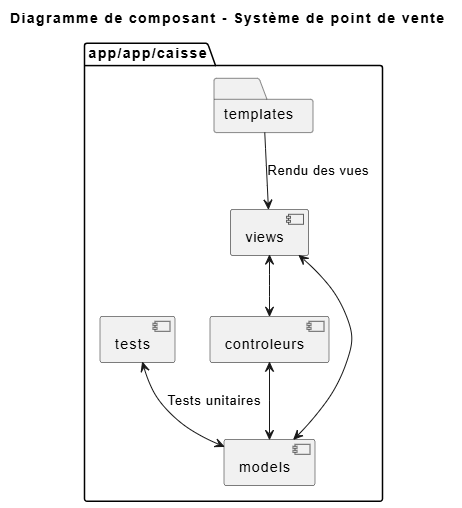 Diagramme de composant - Système de point de vente
app/app/caisse
templates
Rendu des vues
views
tests
controleurs
Tests unitaires
models